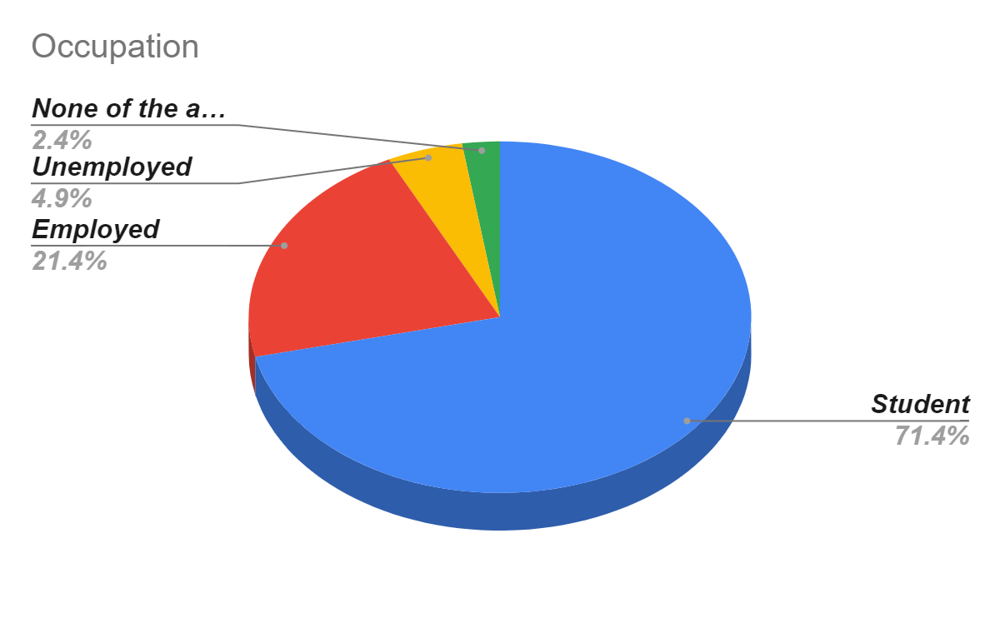 Occupation
None of the a…
2.4%
Unemployed
4.9%
Employed
21.4%
Student
71.4%